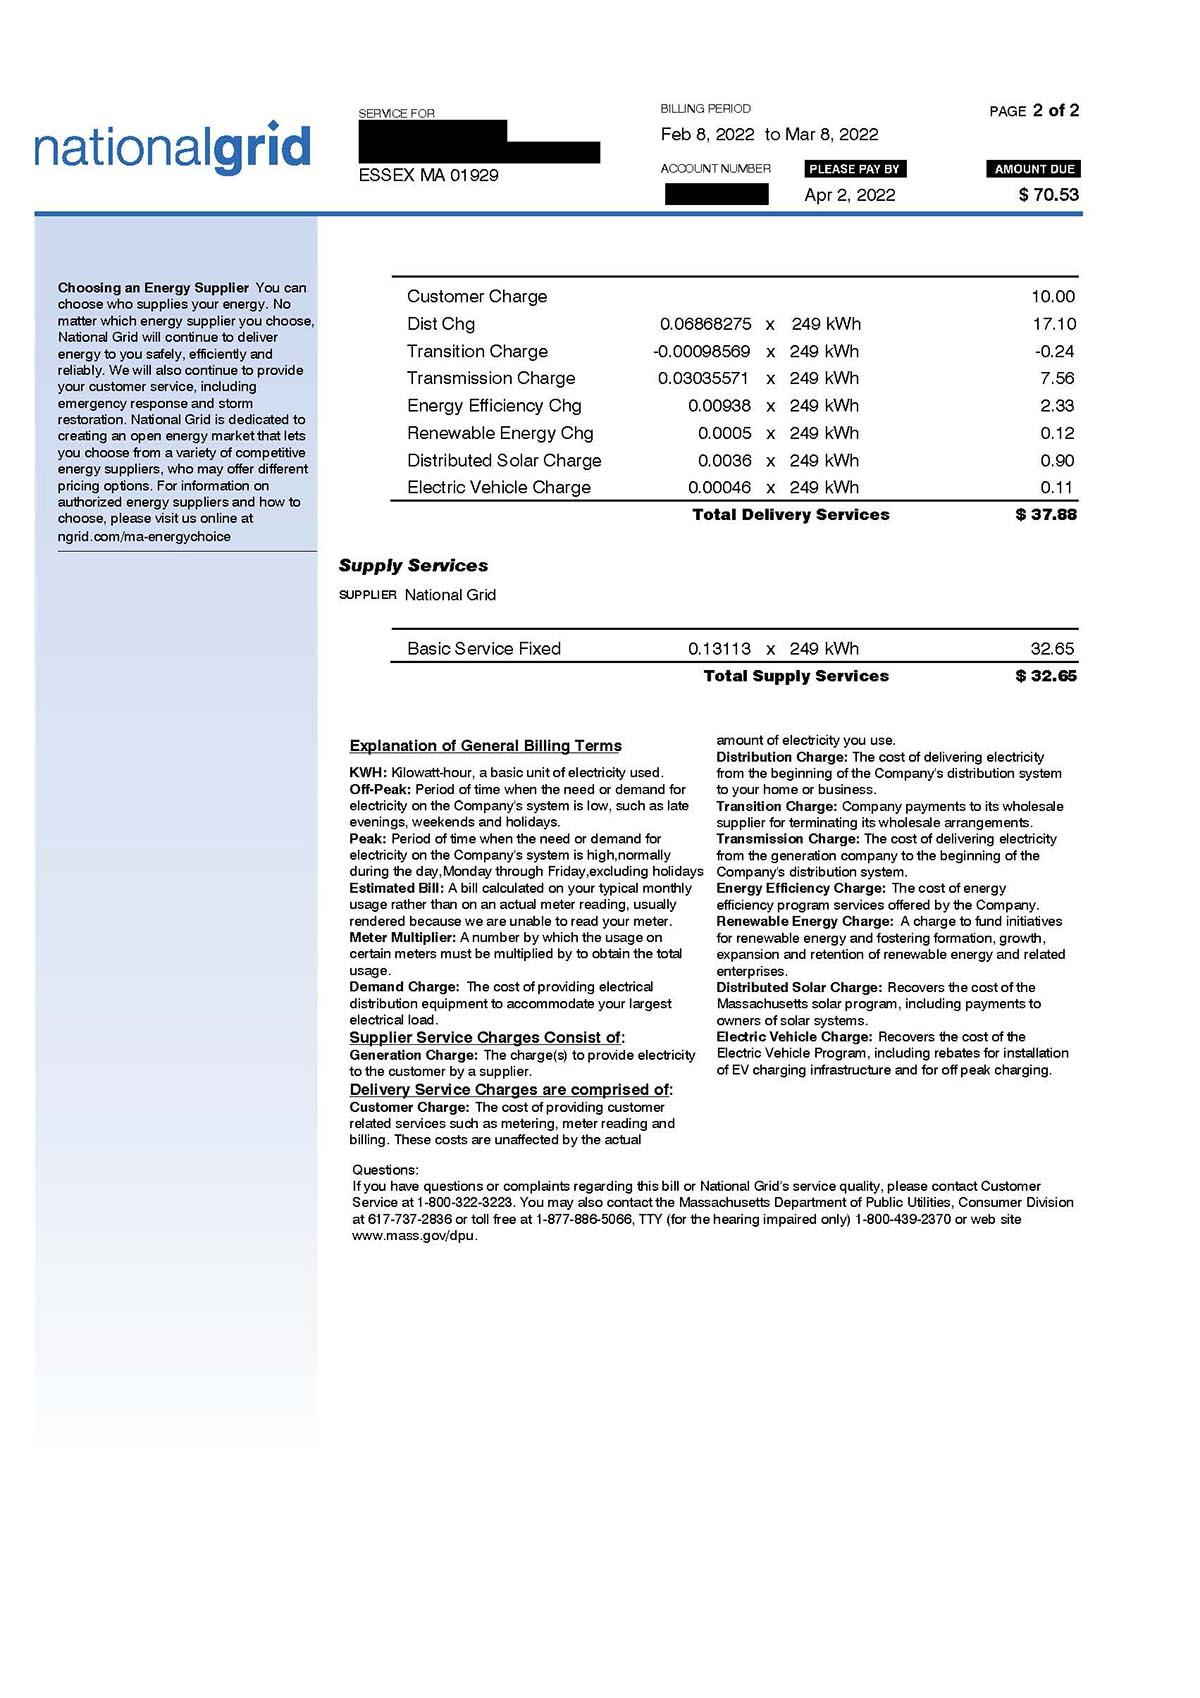 nationalgrid
SERVICE FOR
ESSEX MA 01929
BILLING PERIOD
Feb 8, 2022 to Mar 8, 2022
PAGE 2 of 2
ACCOUNT NUMBER
PLEASE PAY BY
Apr 2, 2022
AMOUNT DUE
$ 70.53
Choosing an Energy Supplier You can
choose who supplies your energy. No
matter which energy supplier you choose,
National Grid will continue to deliver
energy to you safely, efficiently and
reliably. We will also continue to provide
your customer service, including
emergency response and storm
restoration. National Grid is dedicated to
creating an open energy market that lets
you choose from a variety of competitive
energy suppliers, who may offer different
pricing options. For information on
authorized energy suppliers and how to
choose, please visit us online at
ngrid.com/ma-energychoice
Customer Charge 10.00
Dist Chg 0.06868275 x 249 kWh 17.10
Transition Charge -0.00098569 x 249 kWh -0.24
Transmission Charge 0.03035571 x 249 kWh 7.56
Energy Efficiency Chg 0.00938 x 249 kWh 2.33
Renewable Energy Chg 0.0005 x 249 kWh 0.12
Distributed Solar Charge 0.0036 x 249 kWh 0.90
Electric Vehicle Charge 0.00046 x 249 kWh 0.11
Total Delivery Services $ 37.88
Supply Services
SUPPLIER National Grid
Basic Service Fixed 0.13113 x 249 kWh 32.65
Total Supply Services $ 32.65
Explanation of General Billing Terms
KWH: Kilowatt-hour, a basic unit of electricity used.
Off-Peak: Period of time when the need or demand for
electricity on the Company's system is low, such as late
evenings, weekends and holidays.
Peak: Period of time when the need or demand for
electricity on the Company's system is high,normally
during the day,Monday through Friday,excluding holidays
Estimated Bill: A bill calculated on your typical monthly
usage rather than on an actual meter reading, usually
rendered because we are unable to read your meter.
Meter Multiplier: A number by which the usage on
certain meters must be multiplied by to obtain the total
usage.
Demand Charge: The cost of providing electrical
distribution equipment to accommodate your largest
electrical load.
Supplier Service Charges Consist of:
Generation Charge: The charge(s) to provide electricity
to the customer by a supplier.
Delivery Service Charges are comprised of:
Customer Charge: The cost of providing customer
related services such as metering, meter reading and
billing. These costs are unaffected by the actual
amount of electricity you use.
Distribution Charge: The cost of delivering electricity
from the beginning of the Company's distribution system
to your home or business.
Transition Charge: Company payments to its wholesale
supplier for terminating its wholesale arrangements.
Transmission Charge: The cost of delivering electricity
from the generation company to the beginning of the
Company's distribution system.
Energy Efficiency Charge: The cost of energy
efficiency program services offered by the Company.
Renewable Energy Charge: A charge to fund initiatives
for renewable energy and fostering formation, growth,
expansion and retention of renewable energy and related
enterprises.
Distributed Solar Charge: Recovers the cost of the
Massachusetts solar program, including payments to
owners of solar systems.
Electric Vehicle Charge: Recovers the cost of the
Electric Vehicle Program, including rebates for installation
of EV charging infrastructure and for off peak charging.
Questions:
If you have questions or complaints regarding this bill or National Grid's service quality, please contact Customer
Service at 1-800-322-3223. You may also contact the Massachusetts Department of Public Utilities, Consumer Division
at 617-737-2836 or toll free at 1-877-886-5066, TTY (for the hearing impaired only) 1-800-439-2370 or web site
www.mass.gov/dpu.